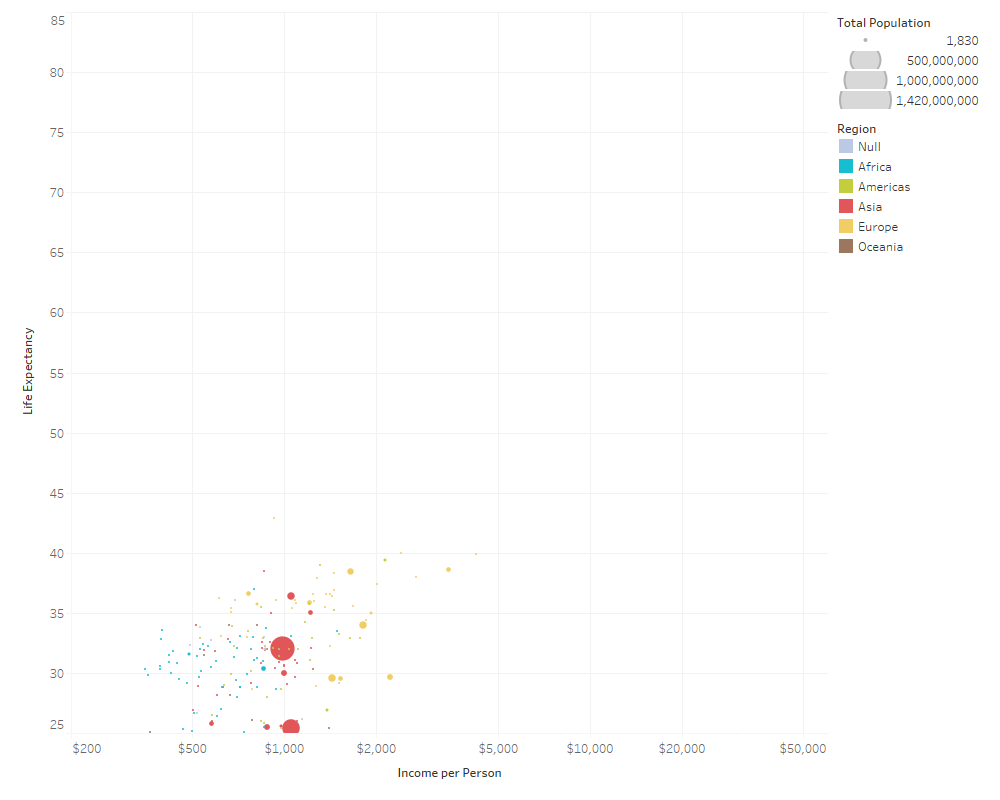 85
80
75
70
65
60
55
50
45
40
35
30
25
Life Expectancy
$200 $500 $1,000 $2,000 $5,000 $10,000 $20,000 $50,000
Income per Person
Total Population
1,830
500,000,000
1,000,000,000
1,420,000,000
Region
Null
Africa
Americas
Asia
Europe
Oceania